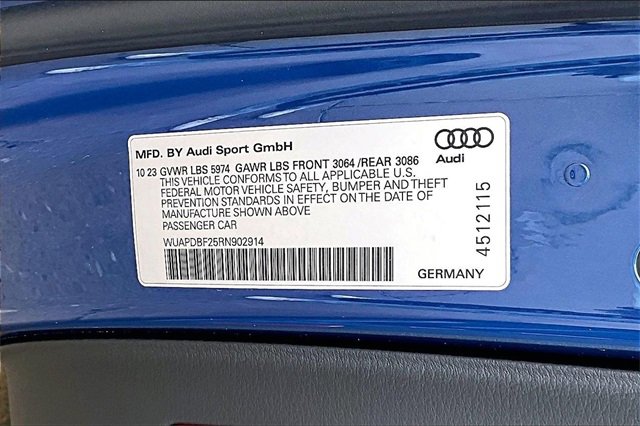 MFD. BY Audi Sport GmbH
Audi
10 23 GVWR LBS 5974 GAWR LBS FRONT 3064 /REAR 3086
THIS VEHICLE CONFORMS TO ALL APPLICABLE U.S.
FEDERAL MOTOR VEHICLE SAFETY, BUMPER AND THEFT
PREVENTION STANDARDS IN EFFECT ON THE DATE OF
MANUFACTURE SHOWN ABOVE
PASSENGER CAR
WUAPDBF25RN902914
4512115
GERMANY